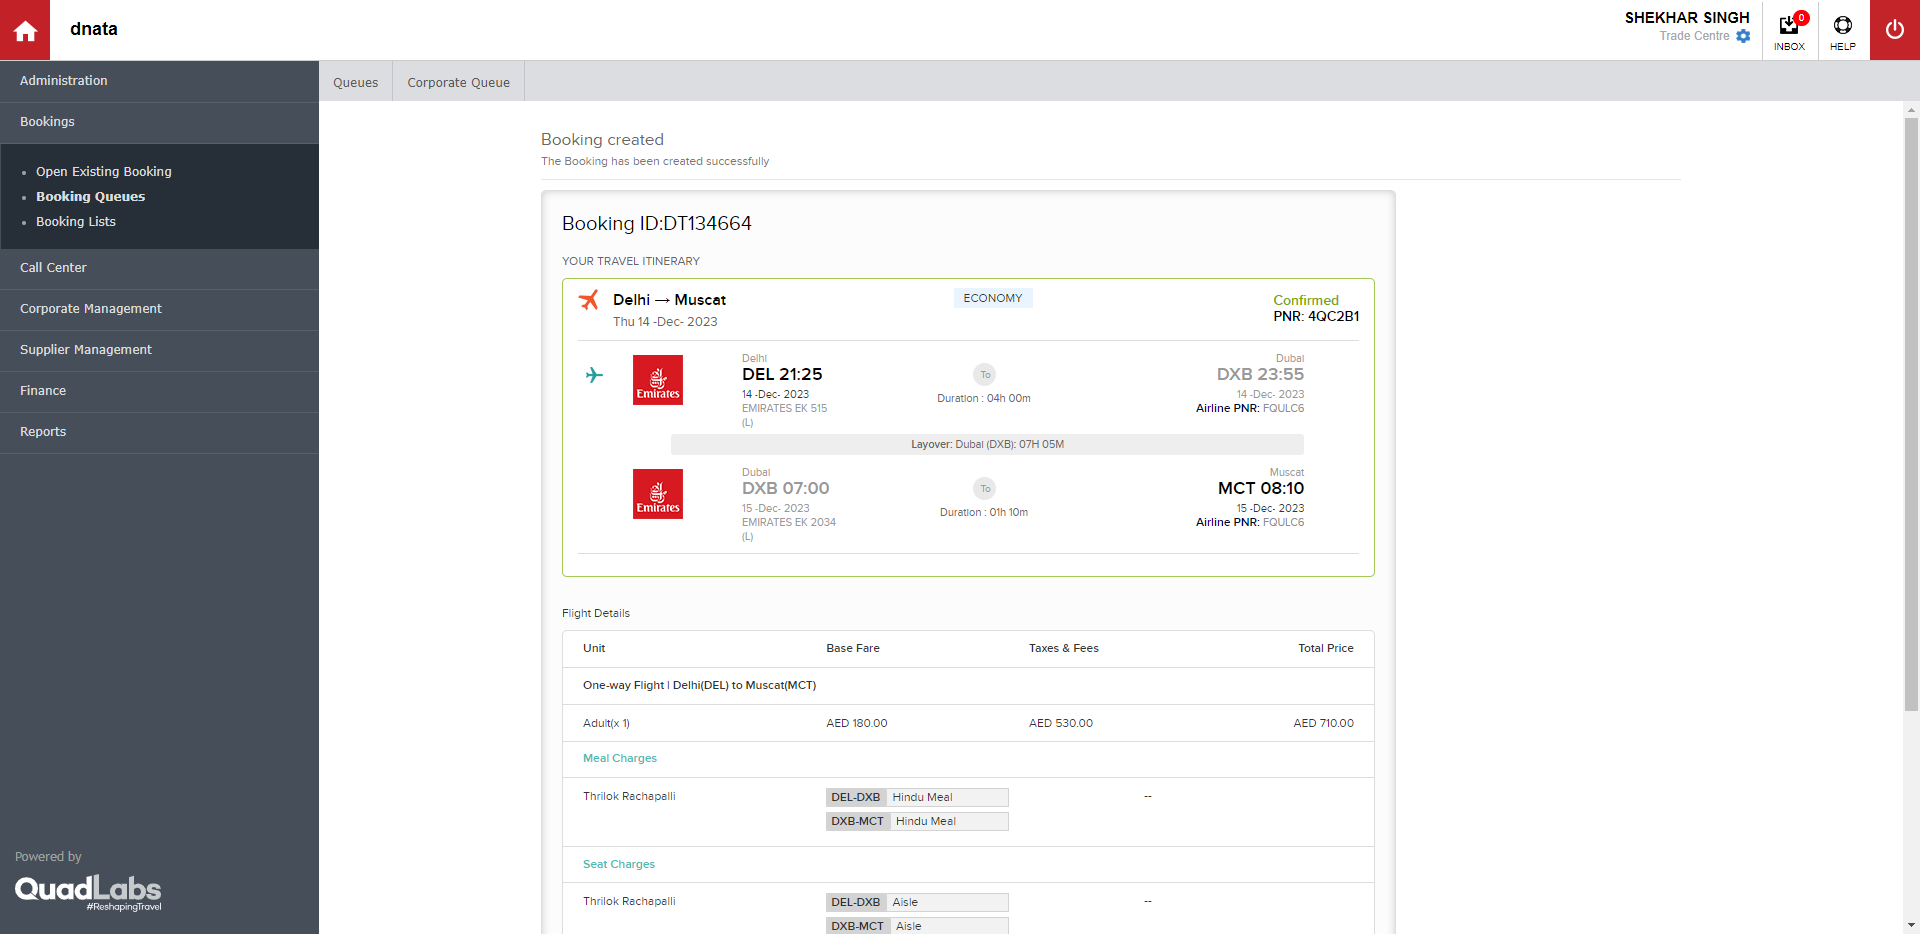 dnata
SHEKHAR SINGH
Trade Centre
0
INBOX
HELP
Administration
Bookings
Open Existing Booking
Booking Queues
Booking Lists
Call Center
Corporate Management
Supplier Management
Finance
Reports
Powered by
QuadLabs
#ReshapingTravel
Queues
Corporate Queue
Booking created
The Booking has been created successfully
Booking ID:DT134664
YOUR TRAVEL ITINERARY
Delhi → Muscat
Thu 14 -Dec- 2023
ECONOMY
Confirmed
PNR: 4QC2B1
Emirates
Delhi
DEL 21:25
14 -Dec- 2023
EMIRATES EK 515
(L)
To
Duration : 04h 00m
Dubai
DXB 23:55
14 -Dec- 2023
Airline PNR: FQULC6
Layover: Dubai (DXB): 07H 05M
Emirates
Dubai
DXB 07:00
15 -Dec- 2023
EMIRATES EK 2034
(L)
To
Duration : 01h 10m
Muscat
MCT 08:10
15 -Dec- 2023
Airline PNR: FQULC6
Flight Details
Unit Base Fare Taxes & Fees Total Price
One-way Flight | Delhi(DEL) to Muscat(MCT)
Adult(x 1) AED 180.00 AED 530.00 AED 710.00
Meal Charges
Thrilok Rachapalli DEL-DXB Hindu Meal --
DXB-MCT Hindu Meal
Seat Charges
Thrilok Rachapalli DEL-DXB Aisle --
DXB-MCT Aisle